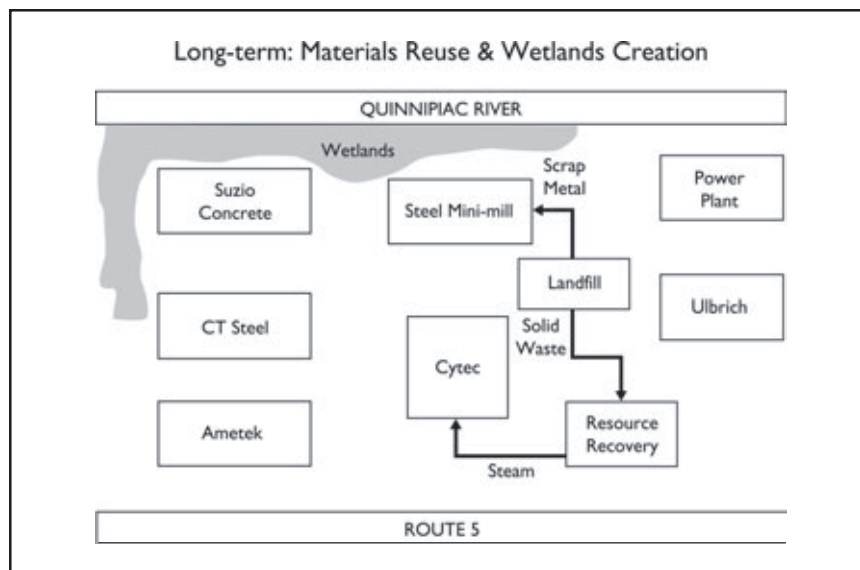 Long-term: Materials Reuse & Wetlands Creation
QUINNIPIAC RIVER
Wetlands
Suzio
Concrete
Steel Mini-mill
Scrap
Metal
Power
Plant
Landfill
Ulbrich
CT Steel
Solid
Waste
Cytec
Ametek
Resource
Recovery
Steam
ROUTE 5